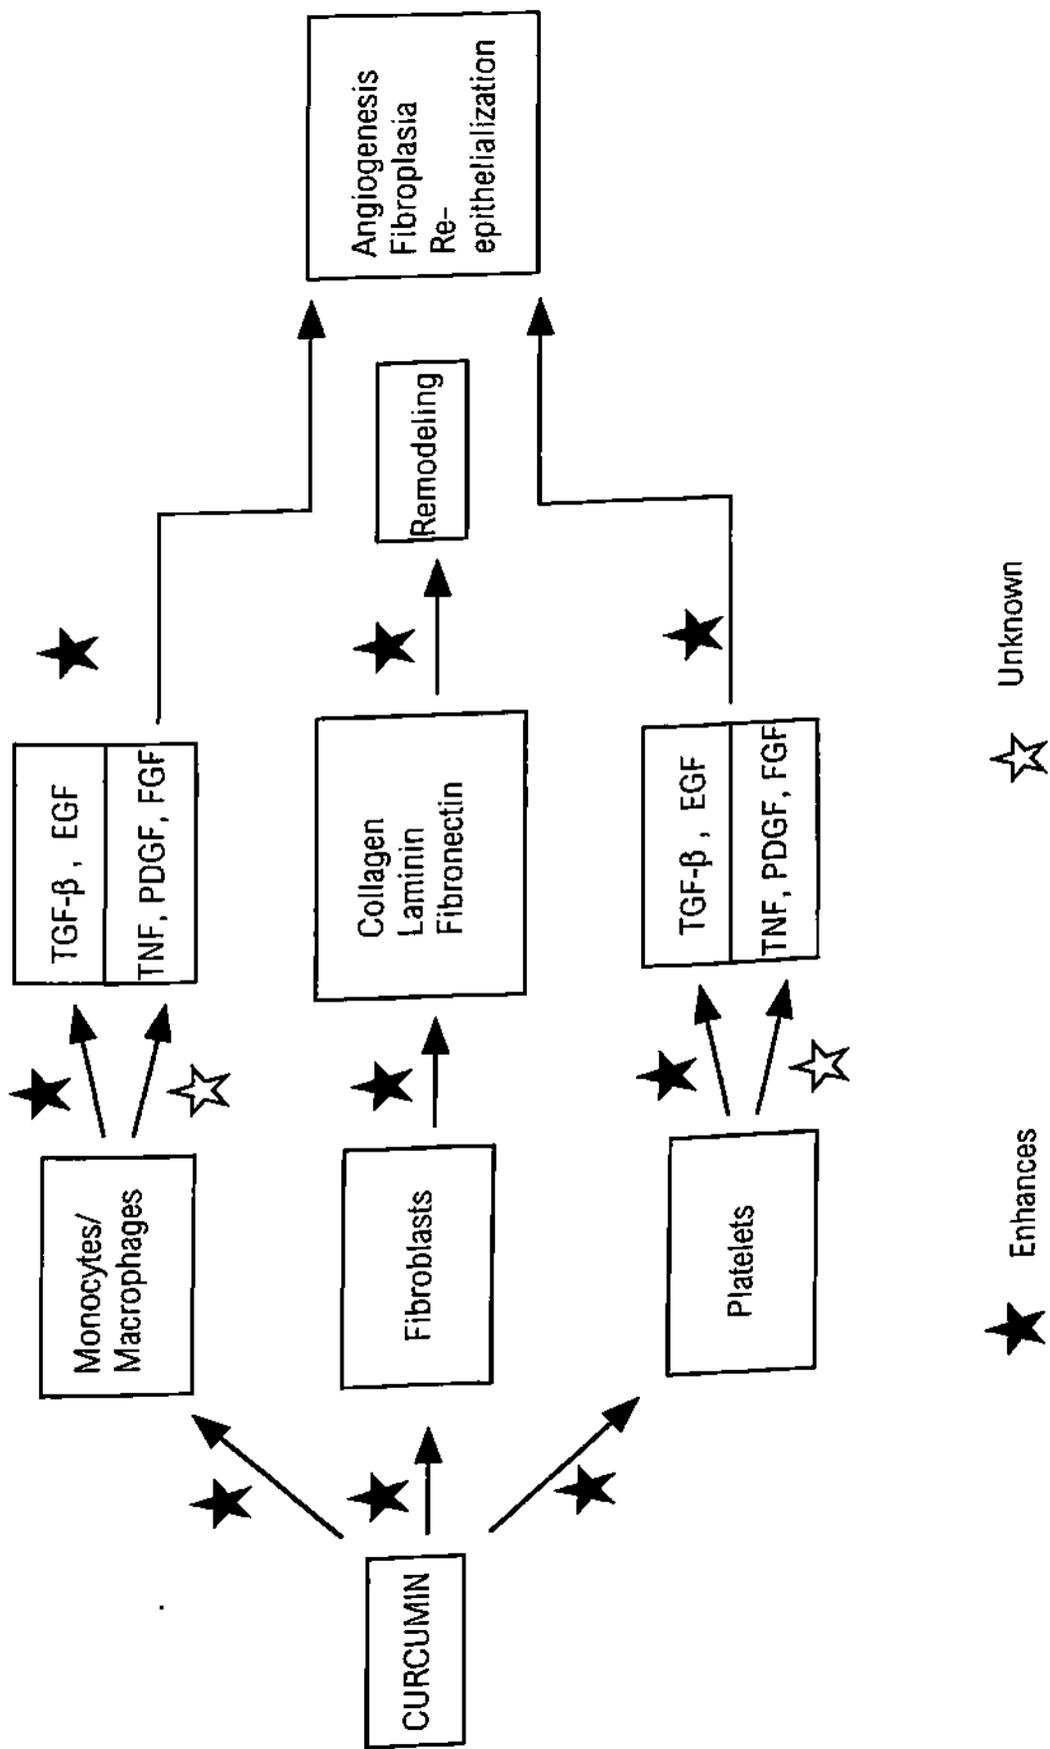 CURCUMIN
Monocytes/
Macrophages
Fibroblasts
Platelets
TGF-β, EGF
TNF, PDGF, FGF
Collagen
Laminin
Fibronectin
TGF-β, EGF
TNF, PDGF, FGF
Remodeling
Angiogenesis
Fibroplasia
Re-
epithelialization
Enhances
Unknown